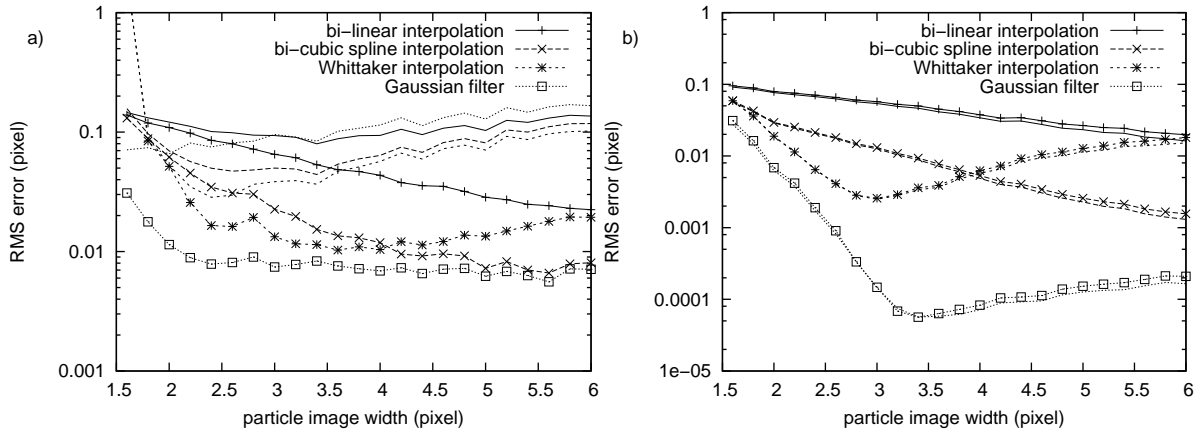 a)
RMS error (pixel)
1
0.1
0.01
0.001
bi-linear interpolation
bi-cubic spline interpolation
Whittaker interpolation
Gaussian filter
1.5 2 2.5 3 3.5 4 4.5 5 5.5 6
particle image width (pixel)
b)
RMS error (pixel)
1
0.1
0.01
0.001
0.0001
1e-05
bi-linear interpolation
bi-cubic spline interpolation
Whittaker interpolation
Gaussian filter
1.5 2 2.5 3 3.5 4 4.5 5 5.5 6
particle image width (pixel)